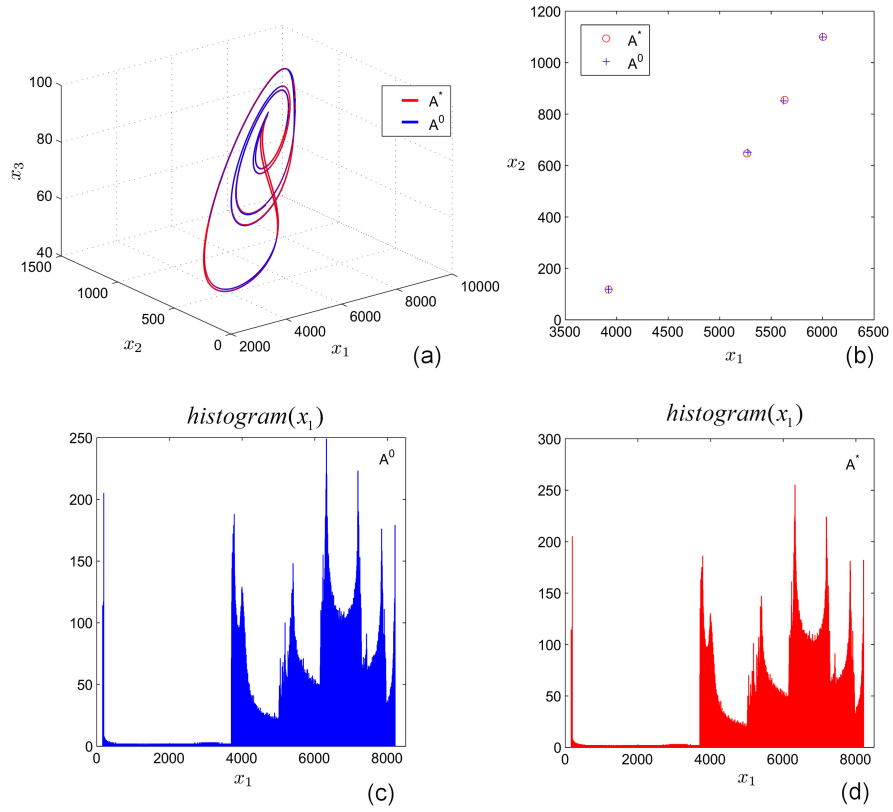 100
80
60
40
x₃
1500
1000
500
0
x₂
2000
4000
6000
8000
10000
x₁
A*
A⁰
(a)
1200
1000
800
600
400
200
0
x₂
A*
A⁰
3500 4000 4500 5000 5500 6000 6500
x₁
(b)
histogram(x₁)
250
200
150
100
50
0
A⁰
0 2000 4000 6000 8000
x₁
(c)
histogram(x₁)
300
250
200
150
100
50
0
A*
0 2000 4000 6000 8000
x₁
(d)